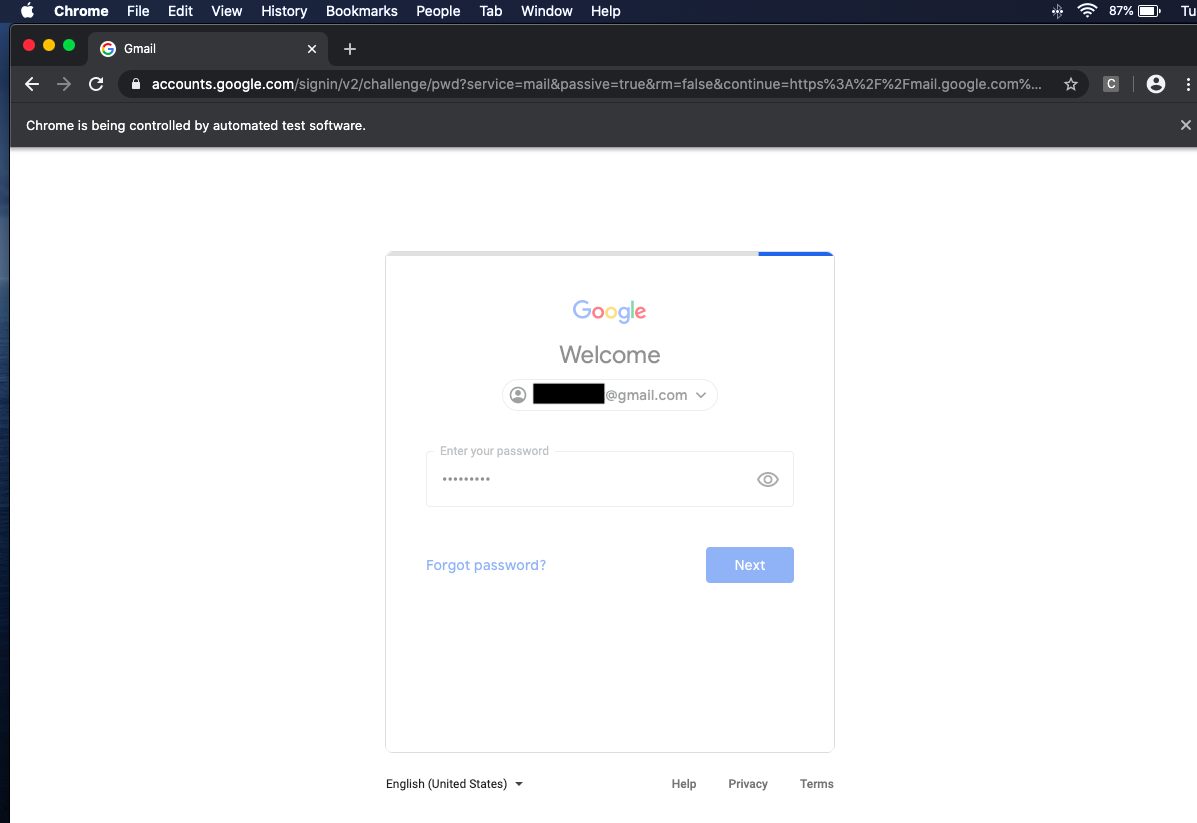 Chrome File Edit View History Bookmarks People Tab Window Help 87% Tu
Gmail
accounts.google.com/signin/v2/challenge/pwd?service=mail&passive=true&rm=false&continue=https%3A%2F%2Fmail.google.com%... C
Chrome is being controlled by automated test software.
Google
Welcome
@gmail.com
Enter your password
•••••••••
Forgot password? Next
English (United States) Help Privacy Terms